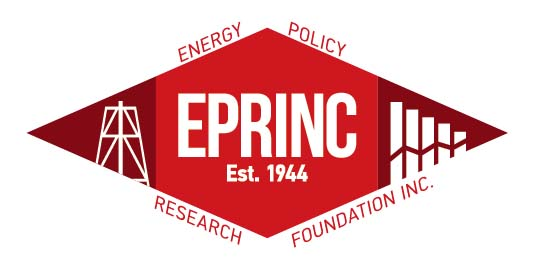 ENERGY POLICY
EPRINC
Est. 1944
RESEARCH FOUNDATION INC.